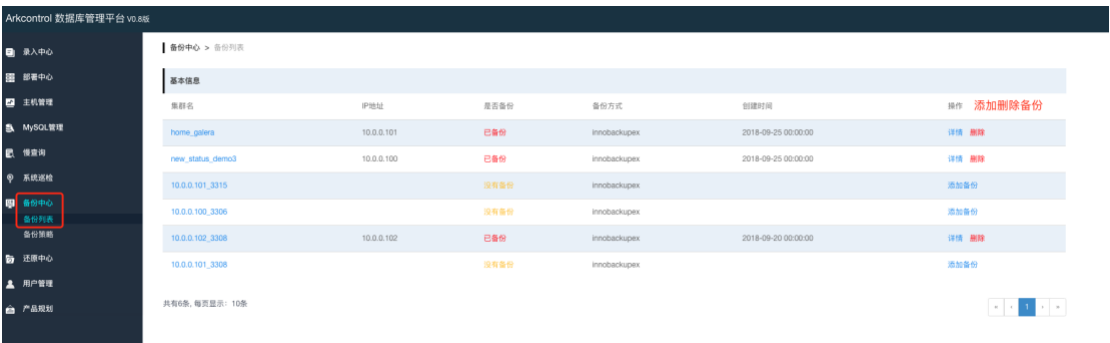 Arkcontrol 数据库管理平台 V0.8版
录入中心
部署中心
主机管理
MySQL管理
慢查询
系统巡检
备份中心
备份列表
备份策略
还原中心
用户管理
产品规划
备份中心 > 备份列表
基本信息
集群名 IP地址 是否备份 备份方式 创建时间 操作 添加删除备份
home_galera 10.0.0.101 已备份 innobackupex 2018-09-25 00:00:00 详情 删除
new_status_demo3 10.0.0.100 已备份 innobackupex 2018-09-25 00:00:00 详情 删除
10.0.0.101_3315 没有备份 innobackupex 添加备份
10.0.0.100_3306 没有备份 innobackupex 添加备份
10.0.0.102_3308 10.0.0.102 已备份 innobackupex 2018-09-20 00:00:00 详情 删除
10.0.0.101_3308 没有备份 innobackupex 添加备份
共有6条, 每页显示：10条
« ‹ 1 › »